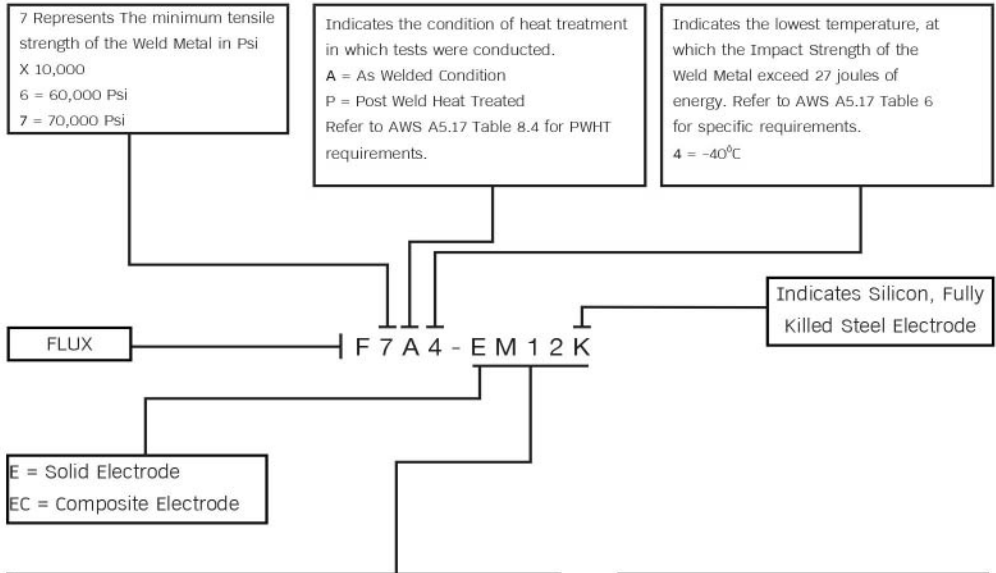 7 Represents The minimum tensile
strength of the Weld Metal in Psi
X 10,000
6 = 60,000 Psi
7 = 70,000 Psi
Indicates the condition of heat treatment
in which tests were conducted.
A = As Welded Condition
P = Post Weld Heat Treated
Refer to AWS A5.17 Table 8.4 for PWHT
requirements.
Indicates the lowest temperature, at
which the Impact Strength of the
Weld Metal exceed 27 joules of
energy. Refer to AWS A5.17 Table 6
for specific requirements.
4 = -40⁰C
Indicates Silicon, Fully
Killed Steel Electrode
FLUX
F 7 A 4 - E M 1 2 K
E = Solid Electrode
EC = Composite Electrode